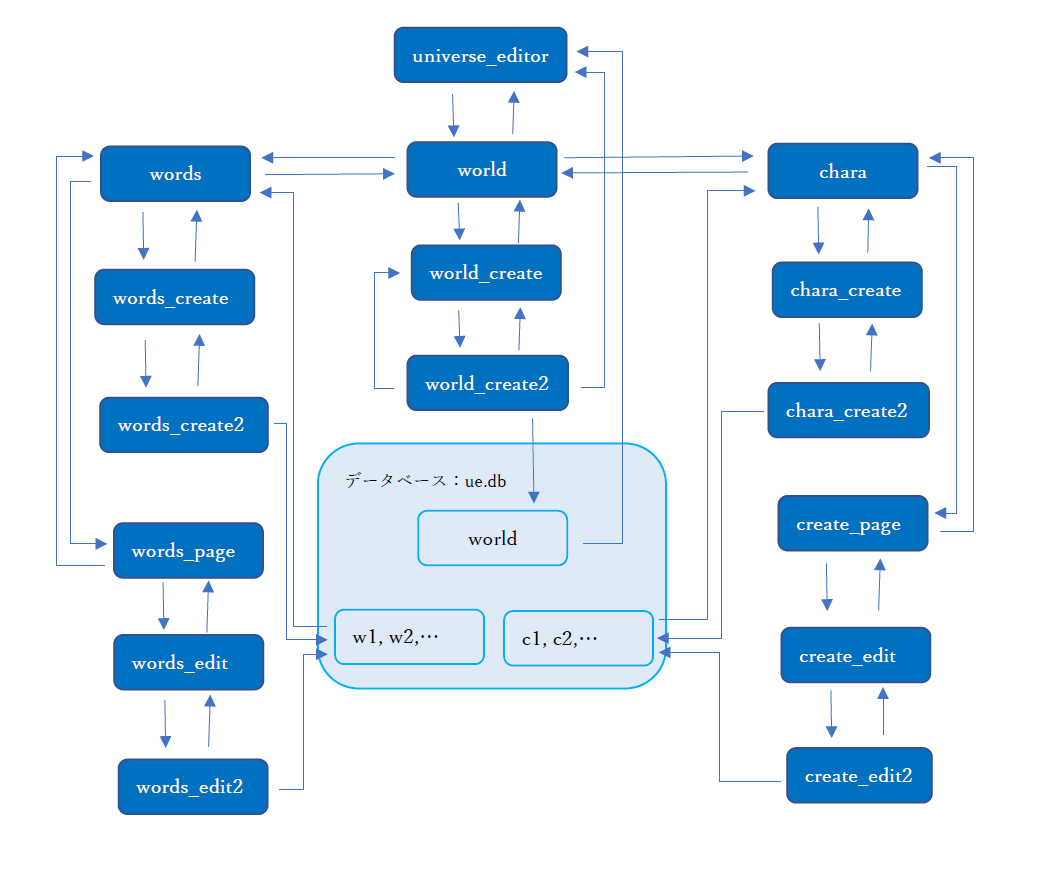 universe_editor
words
world
chara
words_create
world_create
chara_create
words_create2
world_create2
chara_create2
データベース：ue.db
world
words_page
create_page
w1, w2,…
c1, c2,…
words_edit
create_edit
words_edit2
create_edit2